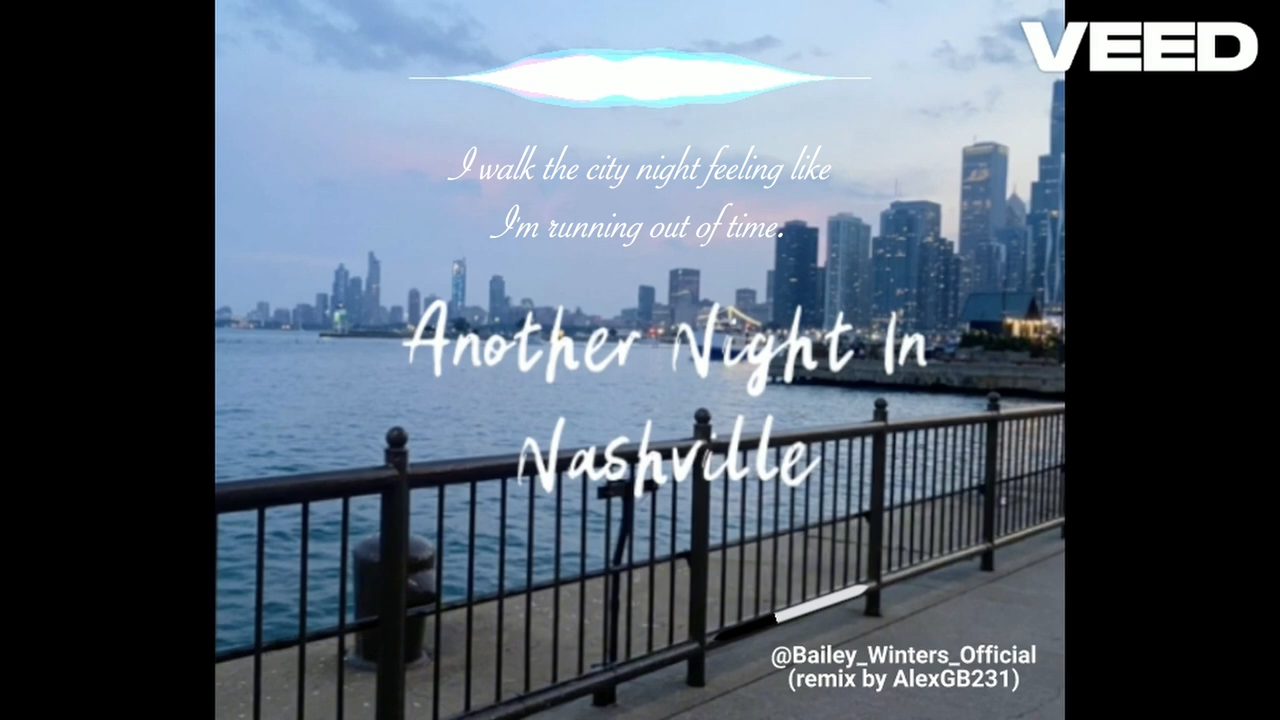 VEED
I walk the city night feeling like
I'm running out of time.
Another Night In
Nashville
@Bailey_Winters_Official
(remix by AlexGB231)